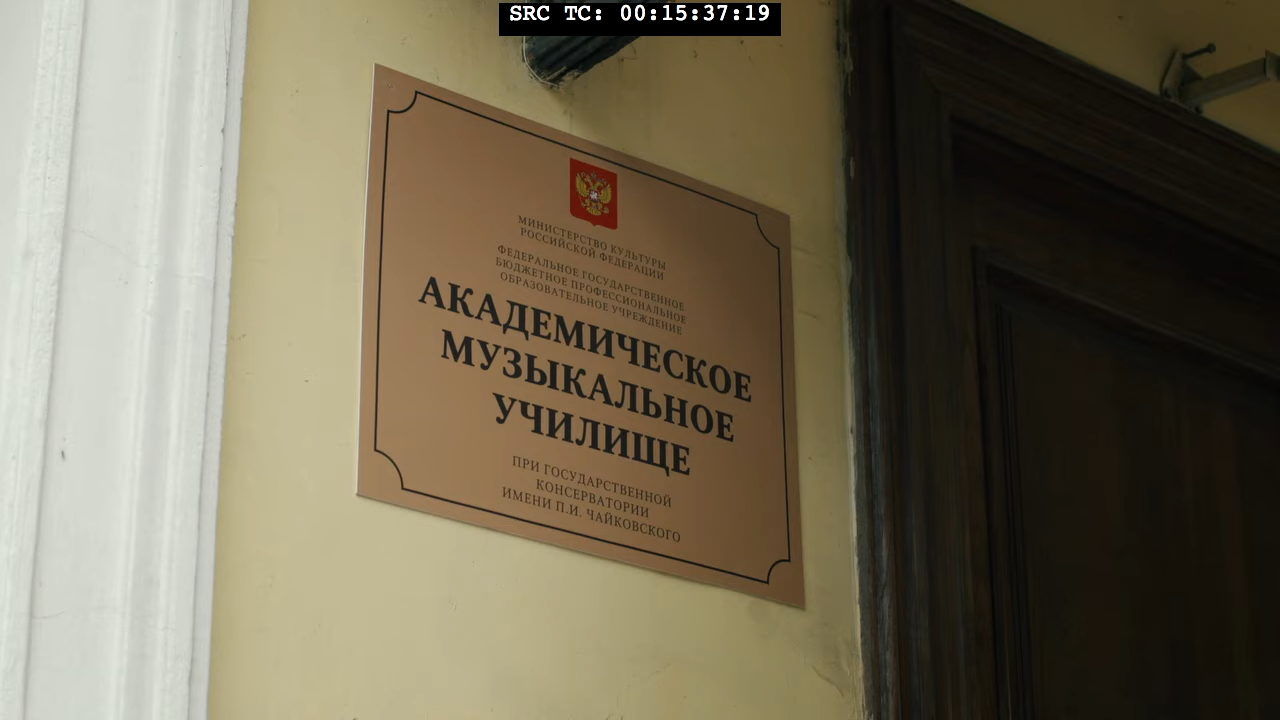 SRC TC: 00:15:37:19
МИНИСТЕРСТВО КУЛЬТУРЫ
РОССИЙСКОЙ ФЕДЕРАЦИИ
ФЕДЕРАЛЬНОЕ ГОСУДАРСТВЕННОЕ
БЮДЖЕТНОЕ ПРОФЕССИОНАЛЬНОЕ
ОБРАЗОВАТЕЛЬНОЕ УЧРЕЖДЕНИЕ
АКАДЕМИЧЕСКОЕ
МУЗЫКАЛЬНОЕ
УЧИЛИЩЕ
ПРИ ГОСУДАРСТВЕННОЙ
КОНСЕРВАТОРИИ
ИМЕНИ П.И. ЧАЙКОВСКОГО